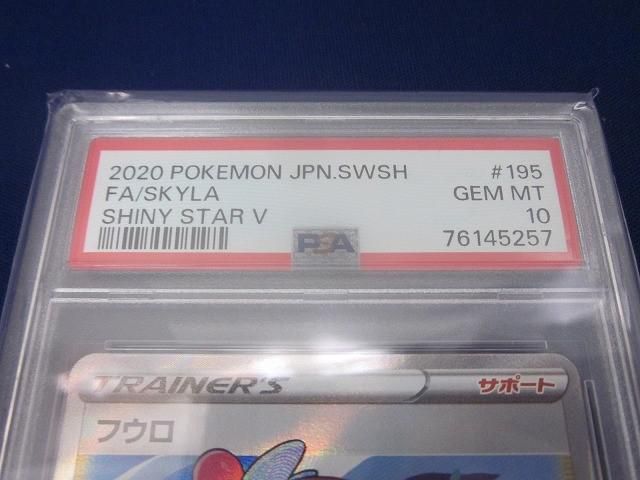 2020 POKEMON JPN.SWSH #195
FA/SKYLA GEM MT
SHINY STAR V 10
PSA 76145257
TRAINER'S サポート
フウロ